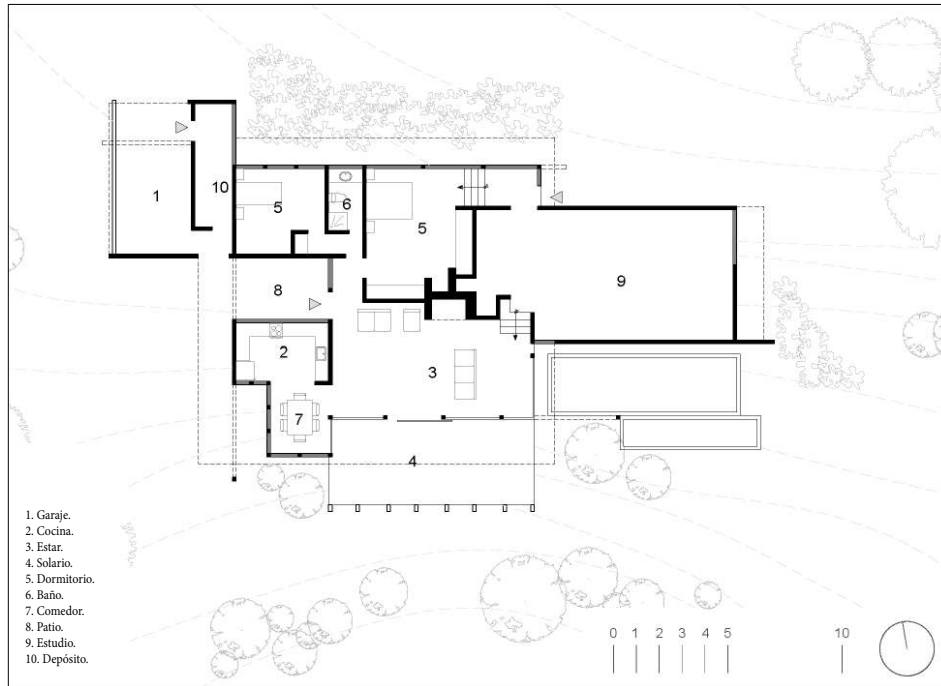 1
10
5
6
5
9
8
2
3
7
4
1. Garaje.
2. Cocina.
3. Estar.
4. Solario.
5. Dormitorio.
6. Baño.
7. Comedor.
8. Patio.
9. Estudio.
10. Depósito.
0 1 2 3 4 5 10